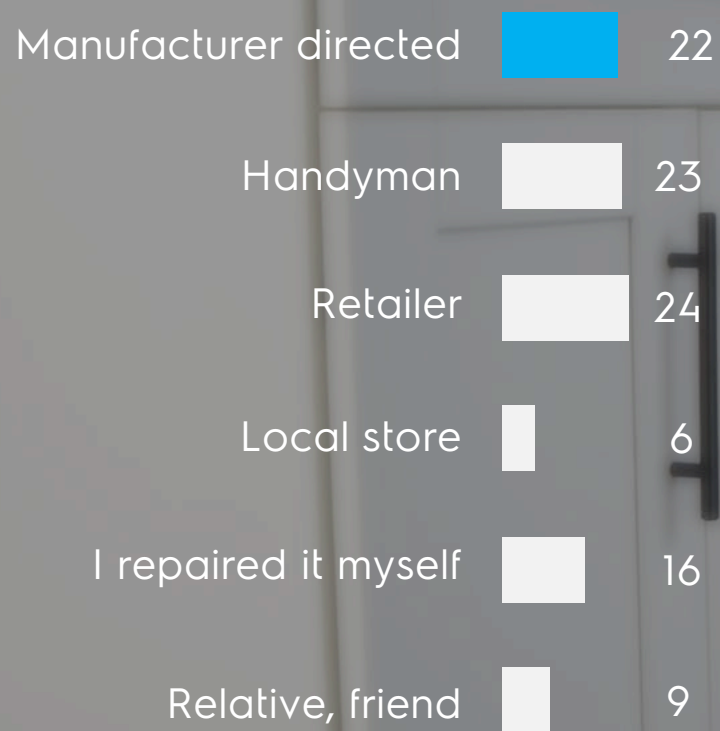 Manufacturer directed 22
Handyman 23
Retailer 24
Local store 6
I repaired it myself 16
Relative, friend 9